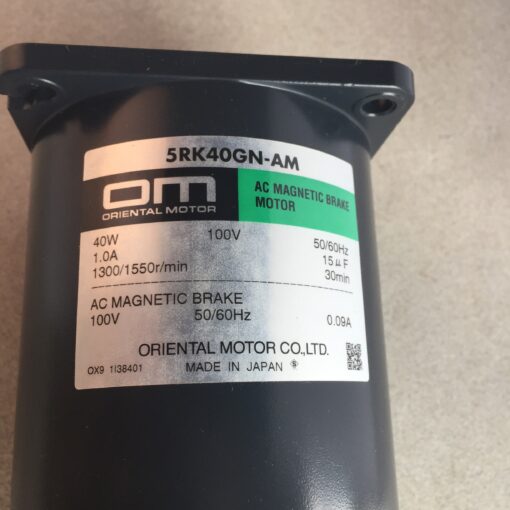 5RK40GN-AM
OM
ORIENTAL MOTOR
AC MAGNETIC BRAKE
MOTOR
40W 100V 50/60Hz
1.0A 15μF
1300/1550r/min 30min
AC MAGNETIC BRAKE
100V 50/60Hz 0.09A
ORIENTAL MOTOR CO.,LTD.
OX9 1I38401 MADE IN JAPAN